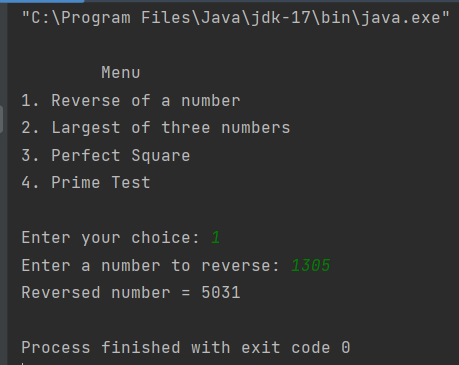 "C:\Program Files\Java\jdk-17\bin\java.exe"
Menu
1. Reverse of a number
2. Largest of three numbers
3. Perfect Square
4. Prime Test
Enter your choice: 1
Enter a number to reverse: 1305
Reversed number = 5031
Process finished with exit code 0